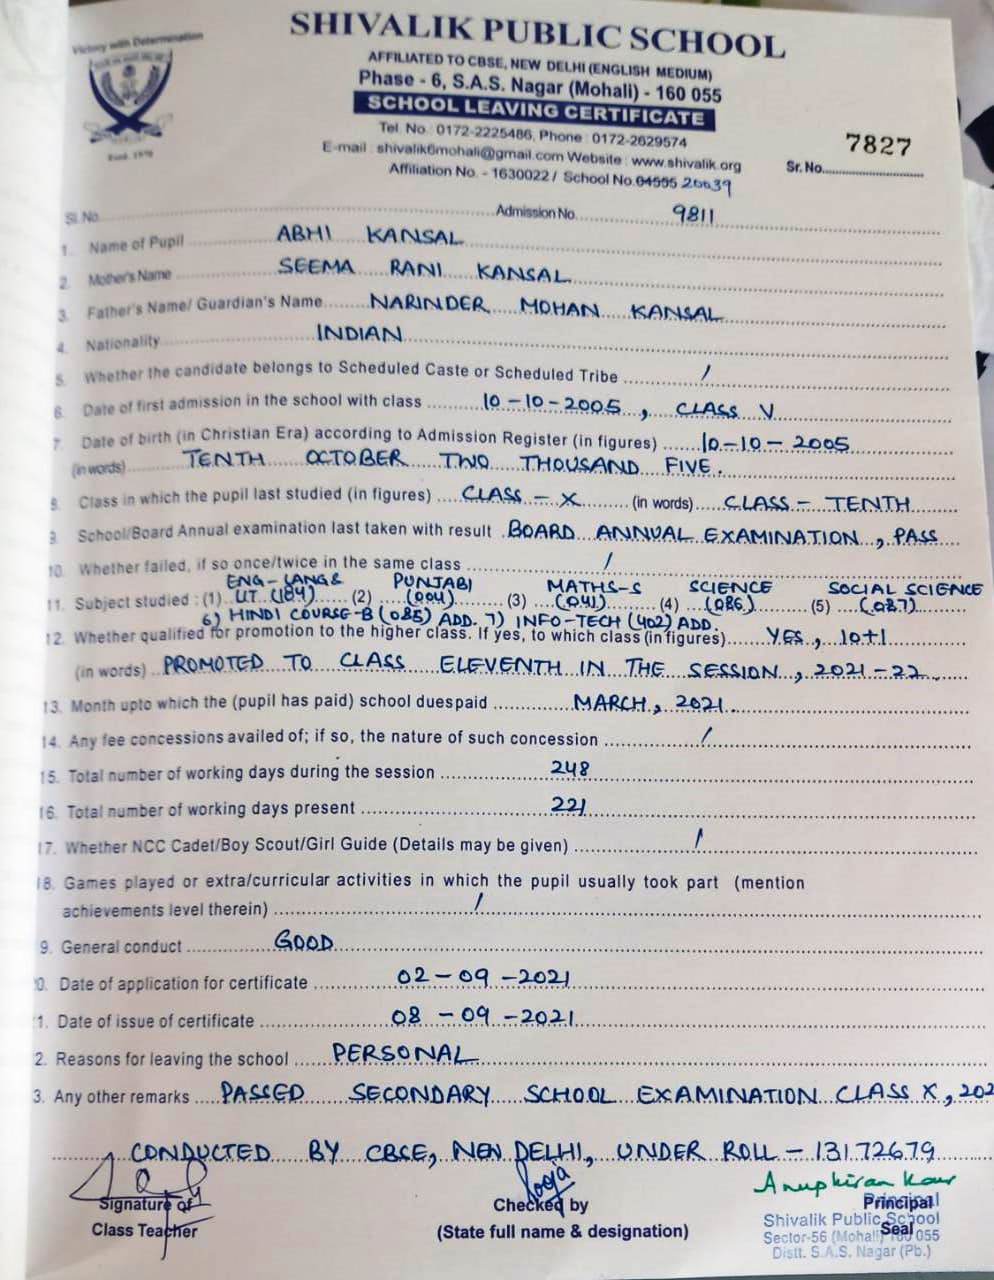 Victory with Determination
SHIVALIK PUBLIC SCHOOL
AFFILIATED TO CBSE, NEW DELHI (ENGLISH MEDIUM)
Phase - 6, S.A.S. Nagar (Mohali) - 160 055
SCHOOL LEAVING CERTIFICATE
Tel. No. 0172-2225486, Phone : 0172-2629574
E-mail : shivalik6mohali@gmail.com Website : www.shivalik.org
Affiliation No. - 1630022 / School No. 04595 20039
7827
Sr. No.
Estd. 1970
Sl. No. Admission No. 9811
1. Name of Pupil ABHI KANSAL
2. Mother's Name SEEMA RANI KANSAL
3. Father's Name/ Guardian's Name NARINDER MOHAN KANSAL
4. Nationality INDIAN
5. Whether the candidate belongs to Scheduled Caste or Scheduled Tribe /
6. Date of first admission in the school with class 10-10-2005, CLASS V
7. Date of birth (in Christian Era) according to Admission Register (in figures) 10-10-2005
(in words) TENTH OCTOBER TWO THOUSAND FIVE.
8. Class in which the pupil last studied (in figures) CLASS - X (in words) CLASS - TENTH
9. School/Board Annual examination last taken with result BOARD ANNUAL EXAMINATION, PASS
10. Whether failed, if so once/twice in the same class /
ENG-LANG& PUNJABI MATHS-S SCIENCE SOCIAL SCIENCE
11. Subject studied : (1) LIT. (184) (2) (004) (3) (041) (4) (086) (5) (087)
6) HINDI COURSE-B (085) ADD. 7) INFO-TECH (402) ADD.
12. Whether qualified for promotion to the higher class. If yes, to which class (in figures) YES, 10+1
(in words) PROMOTED TO CLASS ELEVENTH IN THE SESSION, 2021-22
13. Month upto which the (pupil has paid) school duespaid MARCH, 2021
14. Any fee concessions availed of; if so, the nature of such concession /
15. Total number of working days during the session 248
16. Total number of working days present 221
17. Whether NCC Cadet/Boy Scout/Girl Guide (Details may be given) /
18. Games played or extra/curricular activities in which the pupil usually took part (mention
achievements level therein) /
9. General conduct GOOD
0. Date of application for certificate 02-09-2021
1. Date of issue of certificate 08-09-2021
2. Reasons for leaving the school PERSONAL
3. Any other remarks PASSED SECONDARY SCHOOL EXAMINATION CLASS X, 202
CONDUCTED BY CBSE, NEW DELHI, UNDER ROLL - 13172679
Pooja
Anupkiran Kaur
Signature of Checked by Principal
Principal
Class Teacher (State full name & designation) Seal
Shivalik Public School
Sector-56 (Mohali) 160 055
Distt. S.A.S. Nagar (Pb.)